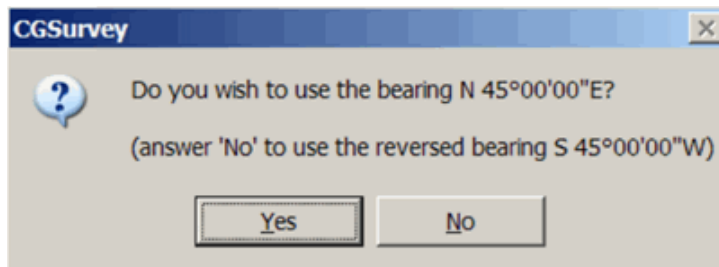 CGSurvey
Do you wish to use the bearing N 45°00'00"E?
(answer 'No' to use the reversed bearing S 45°00'00"W)
Yes
No